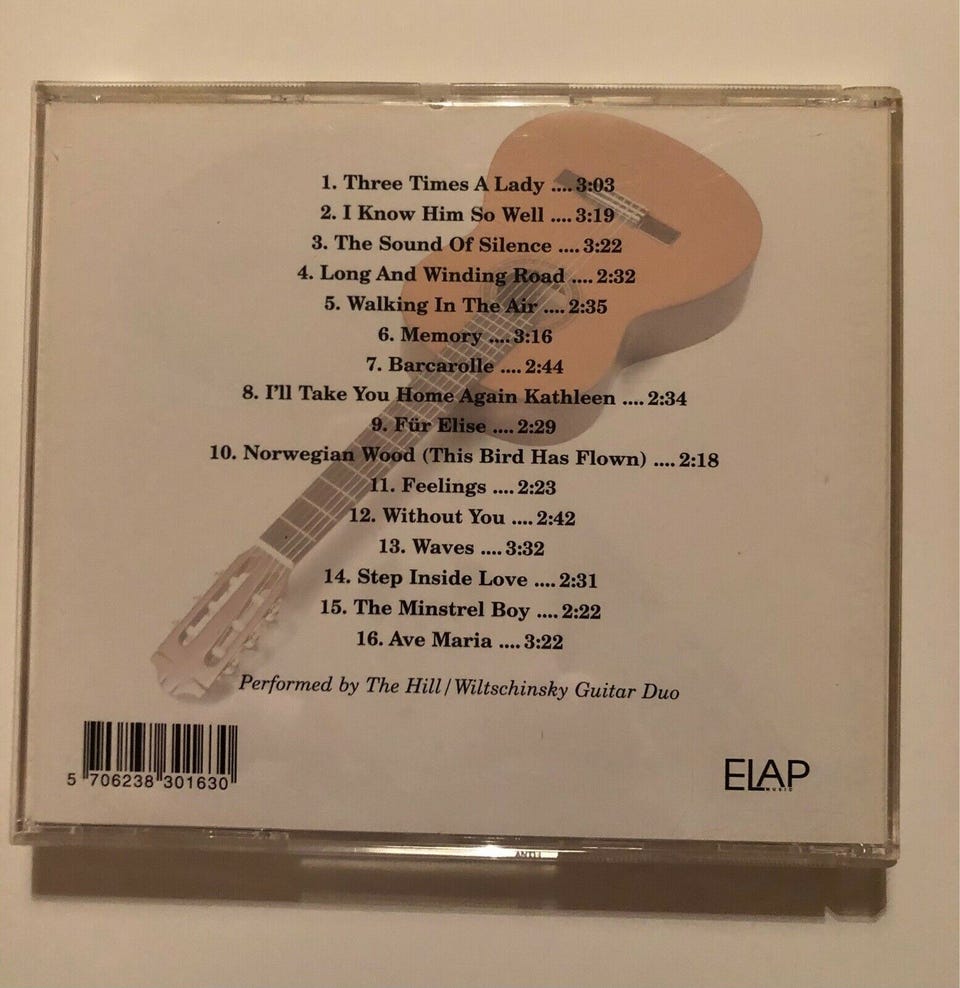 1. Three Times A Lady .... 3:03
2. I Know Him So Well .... 3:19
3. The Sound Of Silence .... 3:22
4. Long And Winding Road .... 2:32
5. Walking In The Air .... 2:35
6. Memory .... 3:16
7. Barcarolle .... 2:44
8. I'll Take You Home Again Kathleen .... 2:34
9. Für Elise .... 2:29
10. Norwegian Wood (This Bird Has Flown) .... 2:18
11. Feelings .... 2:23
12. Without You .... 2:42
13. Waves .... 3:32
14. Step Inside Love .... 2:31
15. The Minstrel Boy .... 2:22
16. Ave Maria .... 3:22
Performed by The Hill/Wiltschinsky Guitar Duo
5 706238 301630
ELAP
MUSIC